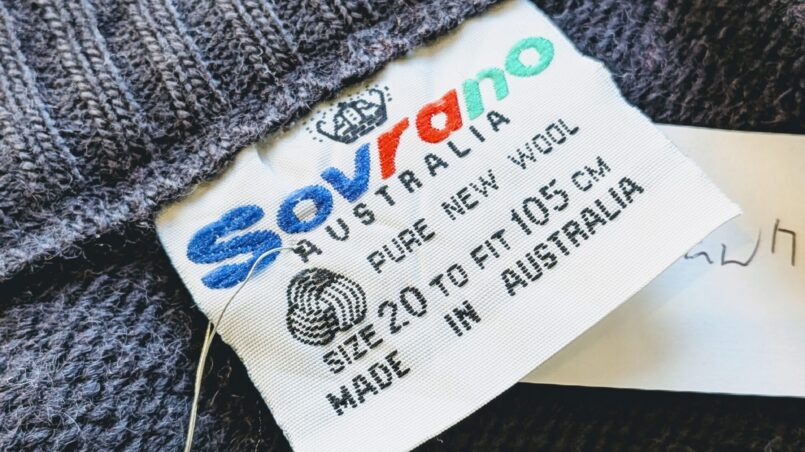 Sovrano
AUSTRALIA
PURE NEW WOOL
SIZE 20 TO FIT 105 CM
MADE IN AUSTRALIA